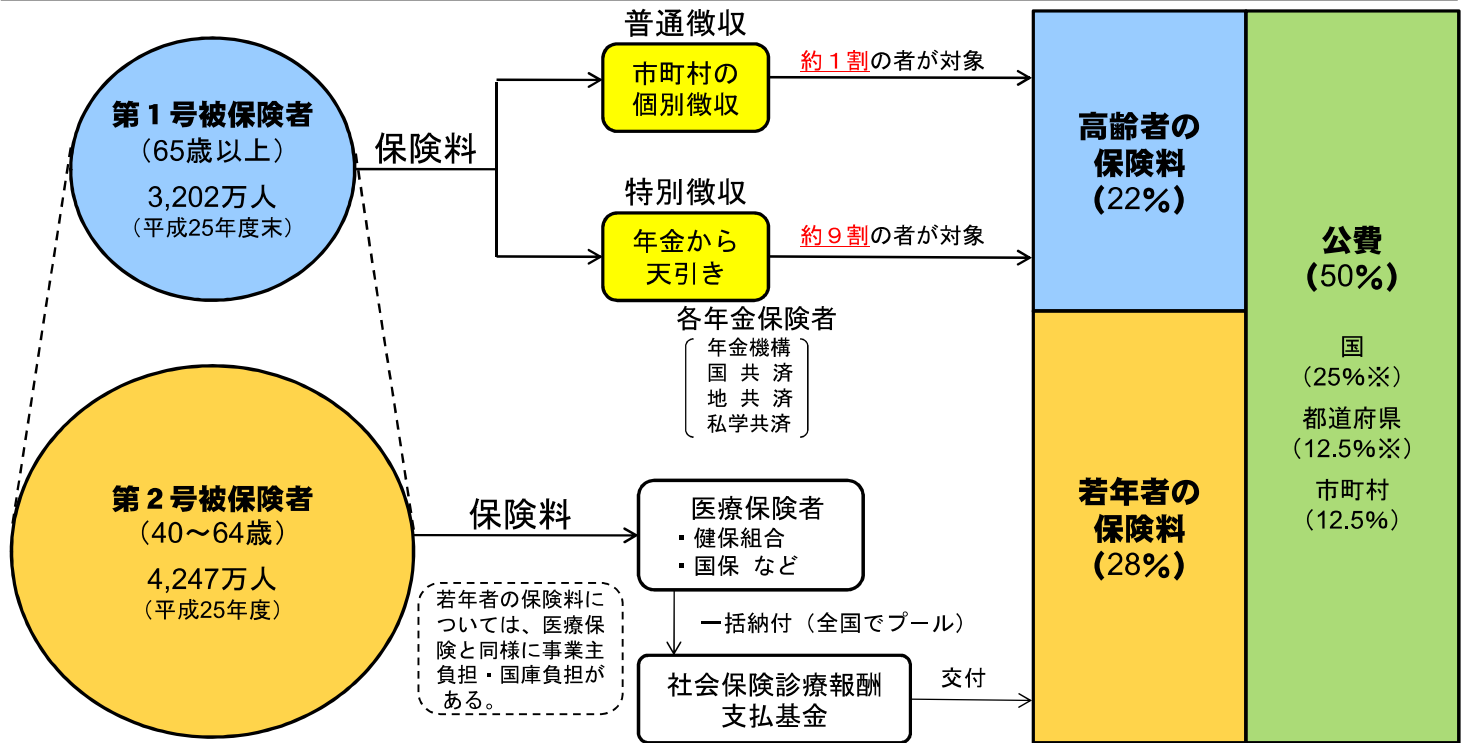 第１号被保険者
（65歳以上）
3,202万人
（平成25年度末）
保険料
普通徴収
市町村の
個別徴収
約１割の者が対象
特別徴収
年金から
天引き
約９割の者が対象
各年金保険者
年金機構
国 共 済
地 共 済
私学共済
第２号被保険者
（40～64歳）
4,247万人
（平成25年度）
保険料
若年者の保険料に
ついては、医療保
険と同様に事業主
負担・国庫負担が
ある。
医療保険者
・健保組合
・国保 など
一括納付（全国でプール）
社会保険診療報酬
支払基金
交付
高齢者の
保険料
(22%)
若年者の
保険料
(28%)
公費
(50%)
国
（25%※）
都道府県
（12.5%※）
市町村
（12.5%）